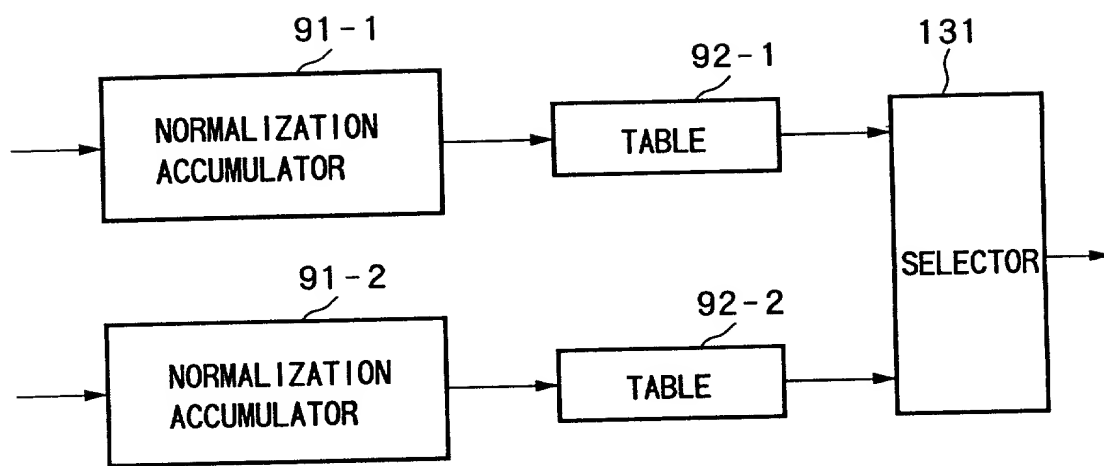 91-1
92-1
131
NORMALIZATION
ACCUMULATOR
TABLE
SELECTOR
91-2
92-2
NORMALIZATION
ACCUMULATOR
TABLE